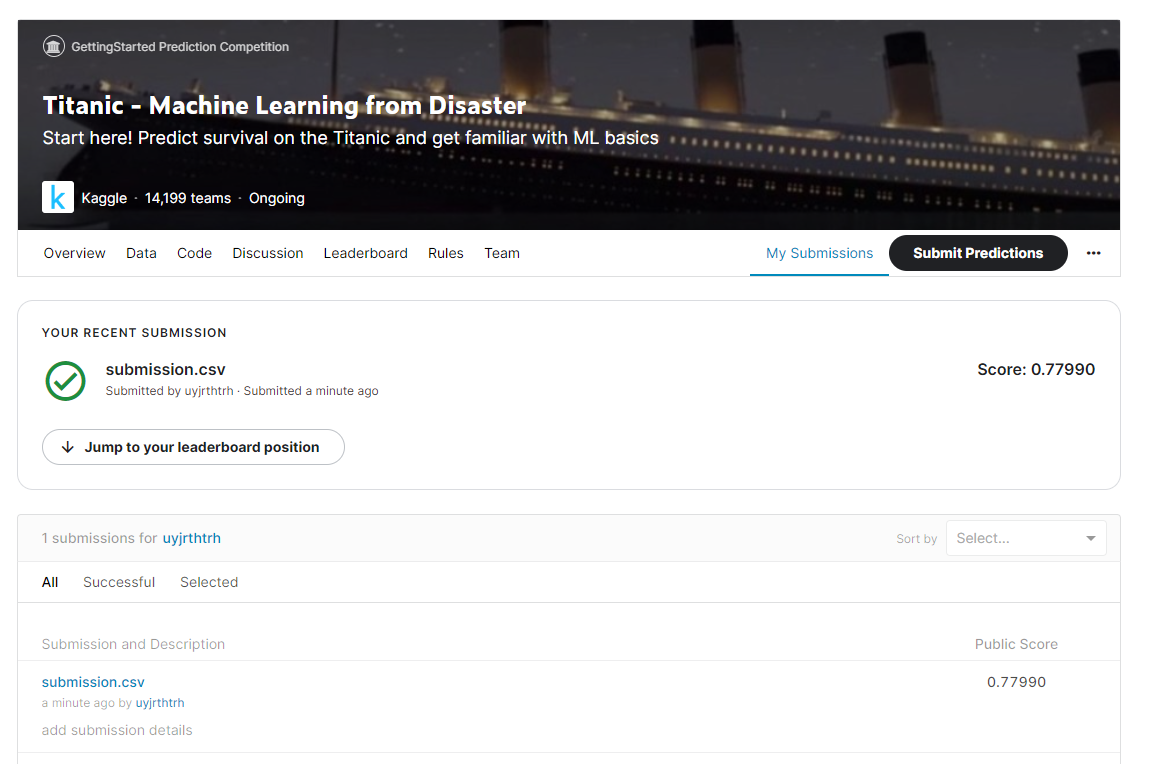 GettingStarted Prediction Competition
Titanic - Machine Learning from Disaster
Start here! Predict survival on the Titanic and get familiar with ML basics
k Kaggle · 14,199 teams · Ongoing
Overview Data Code Discussion Leaderboard Rules Team My Submissions Submit Predictions ···
YOUR RECENT SUBMISSION
submission.csv Score: 0.77990
Submitted by uyjrthtrh · Submitted a minute ago
Jump to your leaderboard position
1 submissions for uyjrthtrh Sort by Select...
All Successful Selected
Submission and Description Public Score
submission.csv 0.77990
a minute ago by uyjrthtrh
add submission details